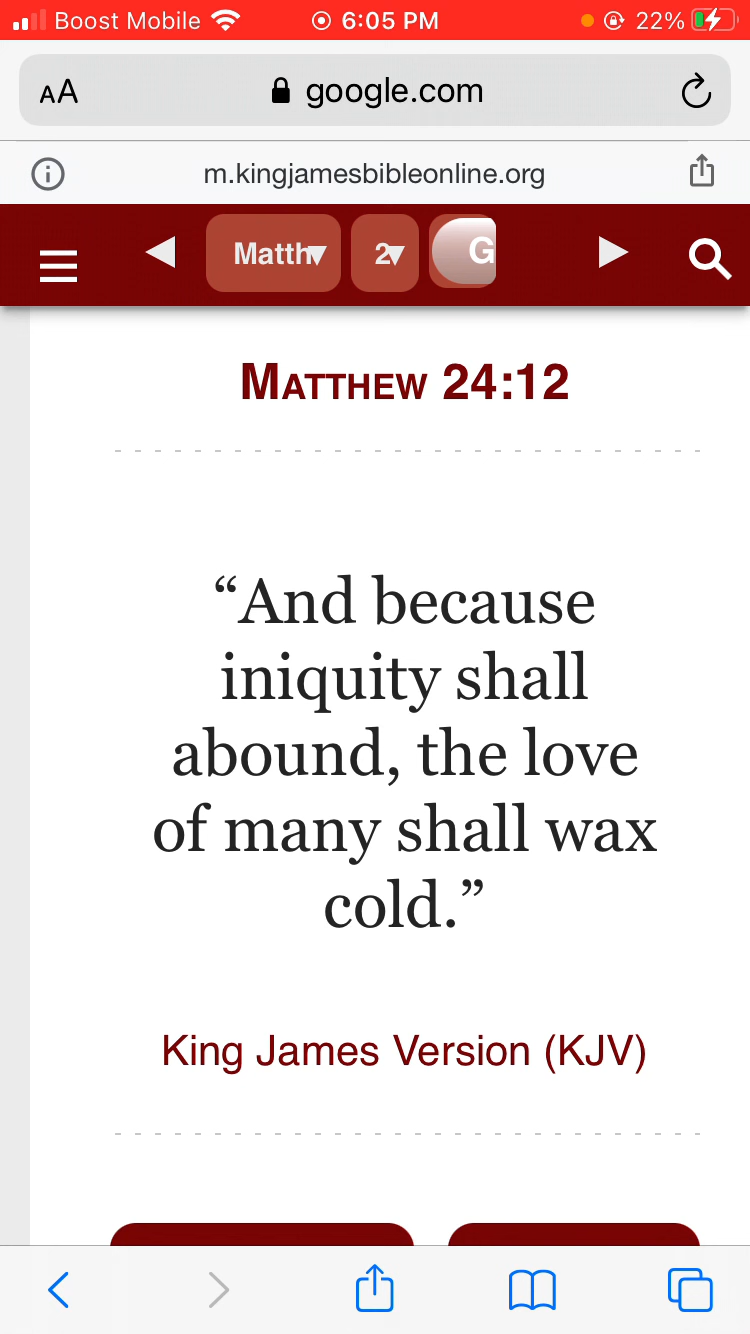 Boost Mobile 6:05 PM 22%
AA google.com
m.kingjamesbibleonline.org
Matth 2 G
MATTHEW 24:12
“And because
iniquity shall
abound, the love
of many shall wax
cold.”
King James Version (KJV)